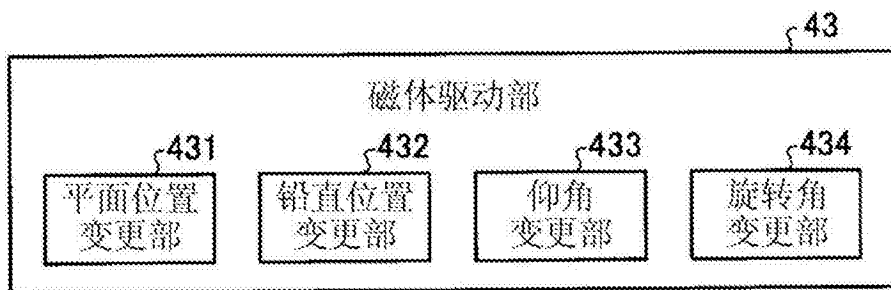 43
磁体驱动部
431
432
433
434
平面位置
变更部
铅直位置
变更部
仰角
变更部
旋转角
变更部